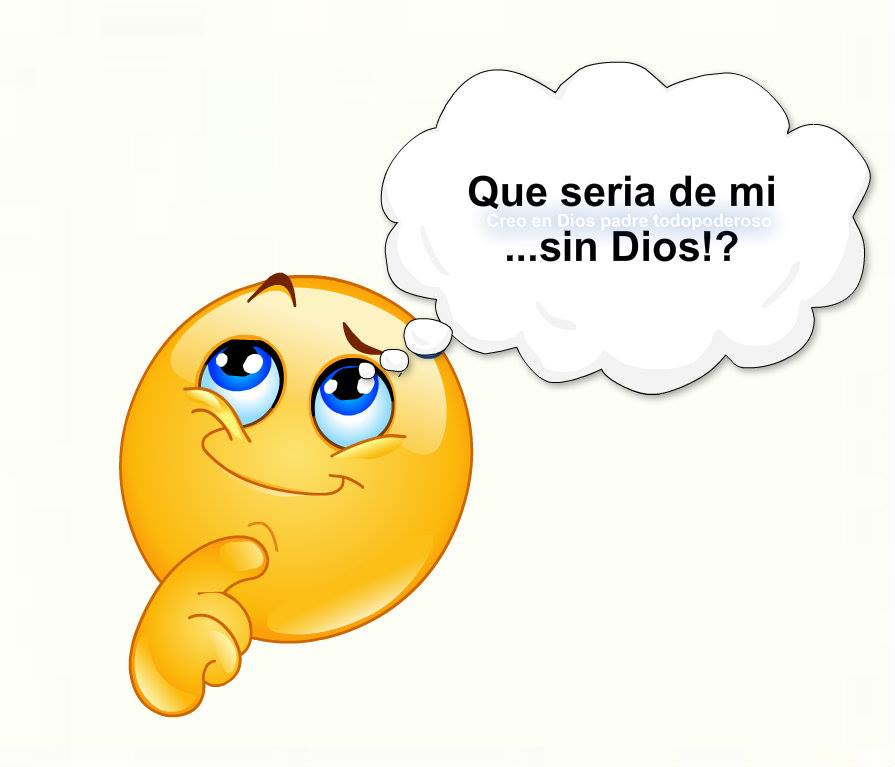 Que seria de mi
Creo en Dios padre todopoderoso
...sin Dios!?